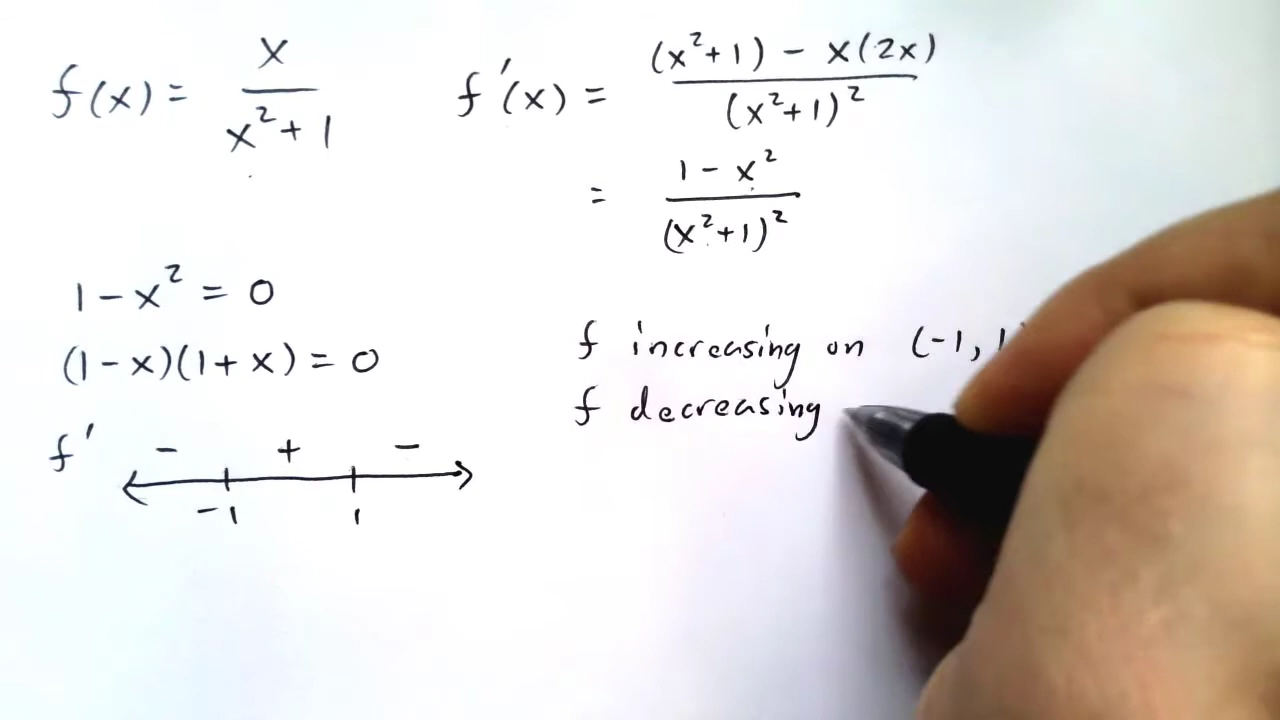 f(x) = x / (x² + 1)
f'(x) = ((x²+1) - x(2x)) / (x²+1)²
= (1 - x²) / (x²+1)²
1 - x² = 0
(1 - x)(1 + x) = 0
f' - + -
-1 1
f increasing on (-1, 1)
f decreasing